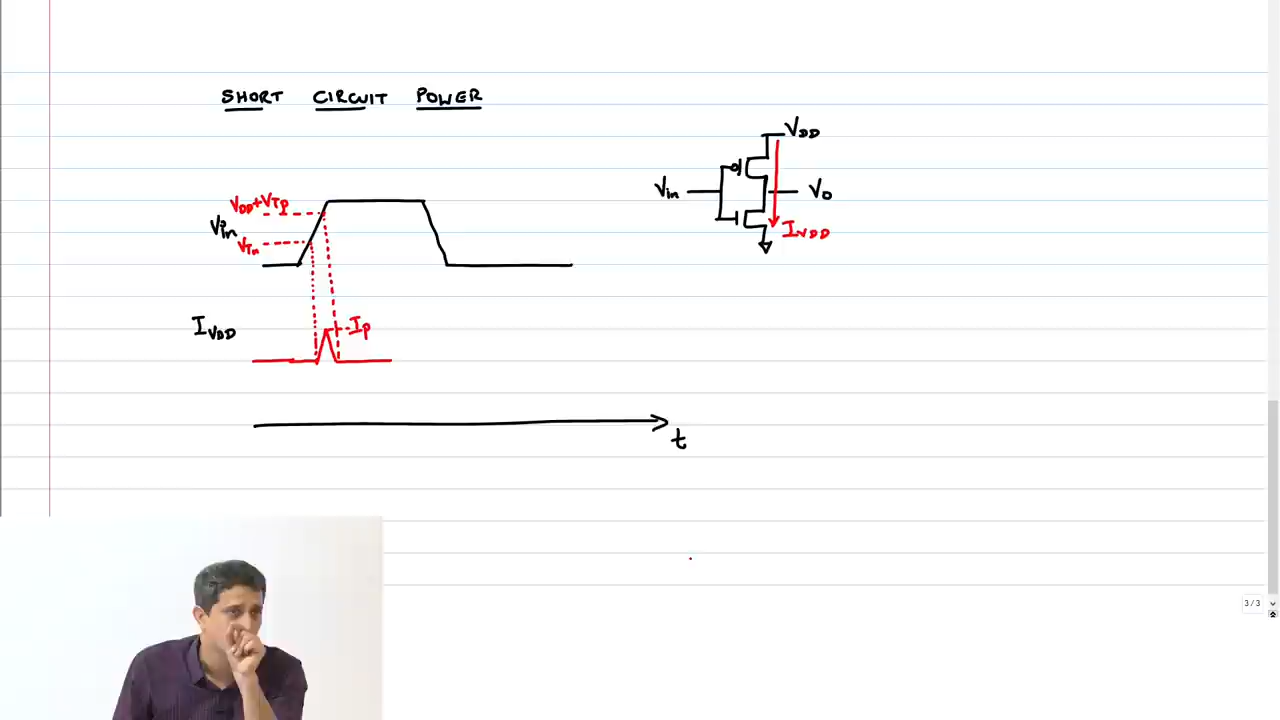 SHORT CIRCUIT POWER
VDD
Vin
Vo
IVDD
VDD+VTp
Vin
VTn
IVDD
Ip
t
3/3